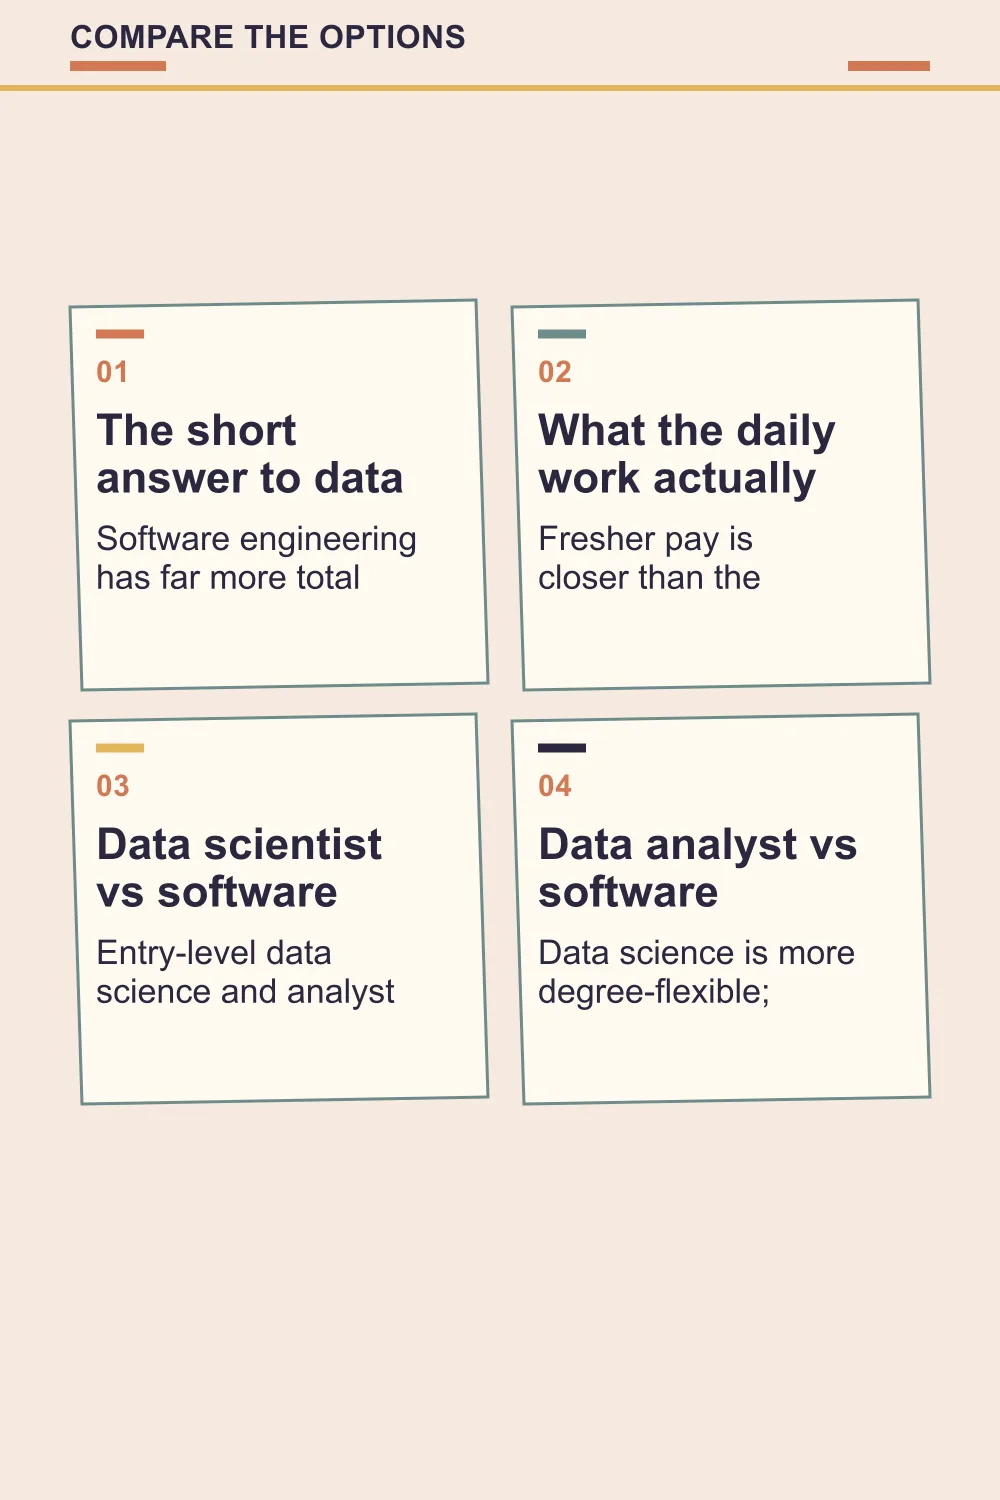 COMPARE THE OPTIONS
01
The short
answer to data
Software engineering
has far more total
02
What the daily
work actually
Fresher pay is
closer than the
03
Data scientist
vs software
Entry-level data
science and analyst
04
Data analyst vs
software
Data science is more
degree-flexible;